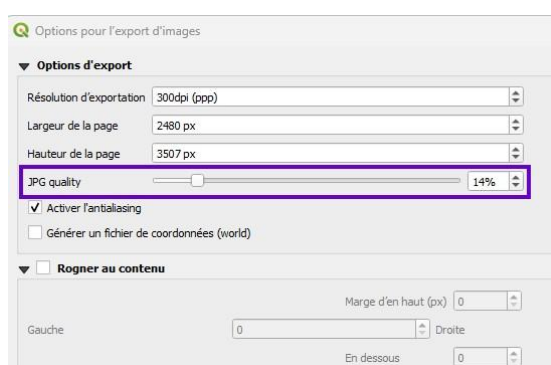 Options pour l'export d'images
Options d'export
Résolution d'exportation 300dpi (ppp)
Largeur de la page 2480 px
Hauteur de la page 3507 px
JPG quality 14%
Activer l'antialiasing
Générer un fichier de coordonnées (world)
Rogner au contenu
Marge d'en haut (px) 0
Gauche 0 Droite
En dessous 0